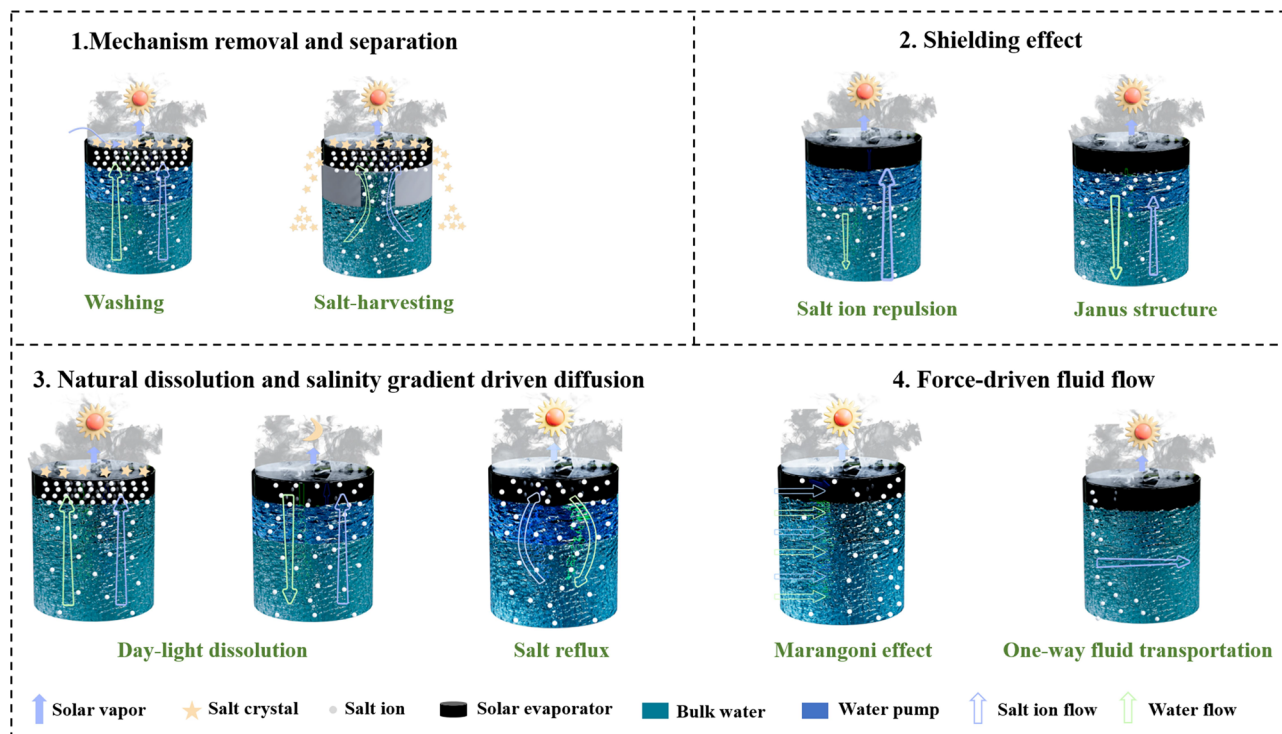 1.Mechanism removal and separation
2. Shielding effect
Washing
Salt-harvesting
Salt ion repulsion
Janus structure
3. Natural dissolution and salinity gradient driven diffusion
4. Force-driven fluid flow
Day-light dissolution
Salt reflux
Marangoni effect
One-way fluid transportation
Solar vapor
Salt crystal
Salt ion
Solar evaporator
Bulk water
Water pump
Salt ion flow
Water flow